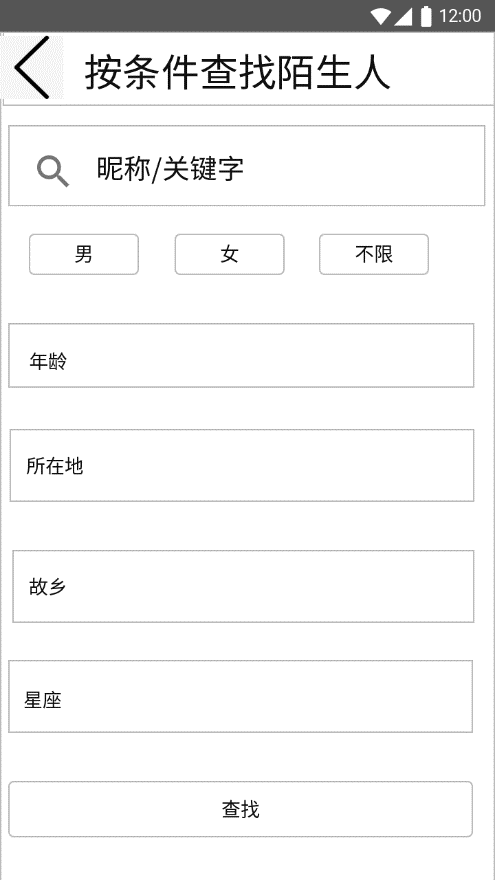 12:00
按条件查找陌生人
昵称/关键字
男 女 不限
年龄
所在地
故乡
星座
查找